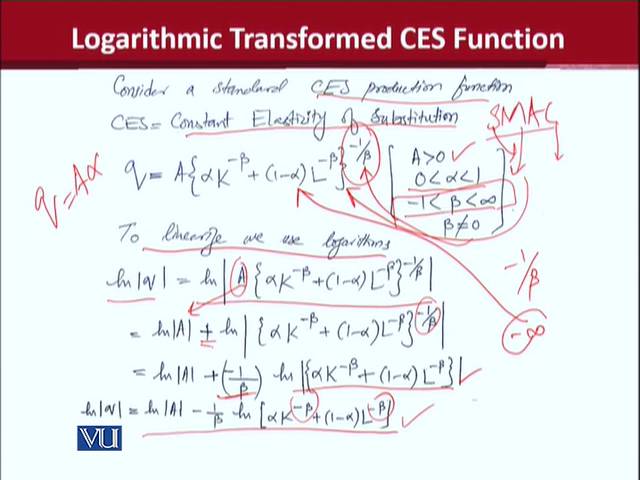 Logarithmic Transformed CES Function
Consider a standard CES production function
CES = Constant Elasticity of Substitution
SMAC
q = A{αK^-β + (1-α)L^-β}^-1/β
A>0
0<α<1
-1<β<∞
β≠0
q=Aα
To linearize we use logarithms
ln|q| = ln|A{αK^-β+(1-α)L^-β}^-1/β|
-1/β
= ln|A| + ln|{αK^-β+(1-α)L^-β}^-1/β|
-∞
= ln|A| + (-1/β) ln|{αK^-β+(1-α)L^-β}|
ln|q| = ln|A| - 1/β ln[αK^-β+(1-α)L^-β]
VU